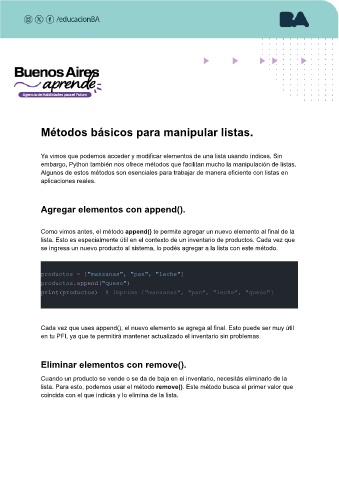 /educacionBA
BA
Buenos Aires
aprende
Agencia de Habilidades para el Futuro
Métodos básicos para manipular listas.
Ya vimos que podemos acceder y modificar elementos de una lista usando índices. Sin
embargo, Python también nos ofrece métodos que facilitan mucho la manipulación de listas.
Algunos de estos métodos son esenciales para trabajar de manera eficiente con listas en
aplicaciones reales.
Agregar elementos con append().
Como vimos antes, el método append() te permite agregar un nuevo elemento al final de la
lista. Esto es especialmente útil en el contexto de un inventario de productos. Cada vez que
se ingresa un nuevo producto al sistema, lo podés agregar a la lista con este método.
productos = ["manzanas", "pan", "leche"]
productos.append("queso")
print(productos) # Imprime ["manzanas", "pan", "leche", "queso"]
Cada vez que uses append(), el nuevo elemento se agrega al final. Esto puede ser muy útil
en tu PFI, ya que te permitirá mantener actualizado el inventario sin problemas.
Eliminar elementos con remove().
Cuando un producto se vende o se da de baja en el inventario, necesitás eliminarlo de la
lista. Para esto, podemos usar el método remove(). Este método busca el primer valor que
coincida con el que indicás y lo elimina de la lista.